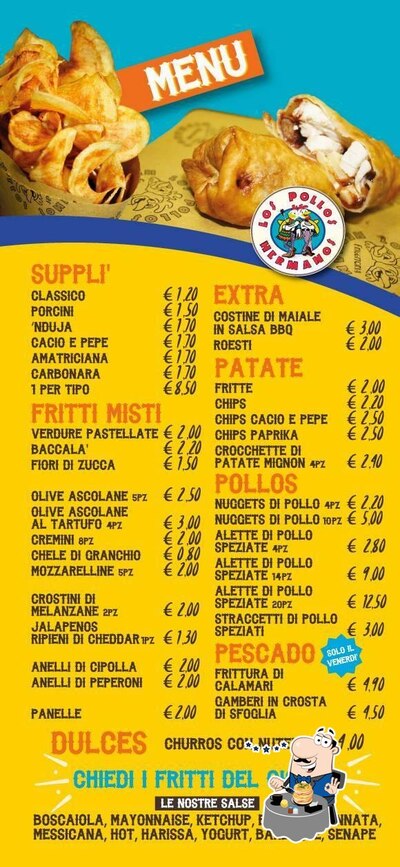 MENU
LOS POLLOS HERMANOS
SUPPLI'
CLASSICO € 1.20
PORCINI € 1.50
'NDUJA € 1.70
CACIO E PEPE € 1.70
AMATRICIANA € 1.70
CARBONARA € 1.70
1 PER TIPO € 8.50
FRITTI MISTI
VERDURE PASTELLATE € 2.00
BACCALA' € 2.20
FIORI DI ZUCCA € 1.50
OLIVE ASCOLANE 5PZ € 2.50
OLIVE ASCOLANE
AL TARTUFO 4PZ € 3.00
CREMINI 8PZ € 2.00
CHELE DI GRANCHIO € 0.80
MOZZARELLINE 5PZ € 2.00
CROSTINI DI
MELANZANE 2PZ € 2.00
JALAPENOS
RIPIENI DI CHEDDAR 1PZ € 1.30
ANELLI DI CIPOLLA € 2.00
ANELLI DI PEPERONI € 2.00
PANELLE € 2.00
EXTRA
COSTINE DI MAIALE
IN SALSA BBQ € 3.00
ROESTI € 2.00
PATATE
FRITTE € 2.00
CHIPS € 2.20
CHIPS CACIO E PEPE € 2.50
CHIPS PAPRIKA € 2.50
CROCCHETTE DI
PATATE MIGNON 4PZ € 2.40
POLLOS
NUGGETS DI POLLO 4PZ € 2.20
NUGGETS DI POLLO 10PZ € 5.00
ALETTE DI POLLO
SPEZIATE 4PZ € 2.80
ALETTE DI POLLO
SPEZIATE 14PZ € 9.00
ALETTE DI POLLO
SPEZIATE 20PZ € 12.50
STRACCETTI DI POLLO
SPEZIATI € 3.00
PESCADO
SOLO IL
VENERDI'
FRITTURA DI
CALAMARI € 4.90
GAMBERI IN CROSTA
DI SFOGLIA € 4.50
DULCES CHURROS CON
CHIEDI I FRITTI DEL
LE NOSTRE SALSE
BOSCAIOLA, MAYONNAISE, KETCHUP,
MESSICANA, HOT, HARISSA, YOGURT, SENAPE